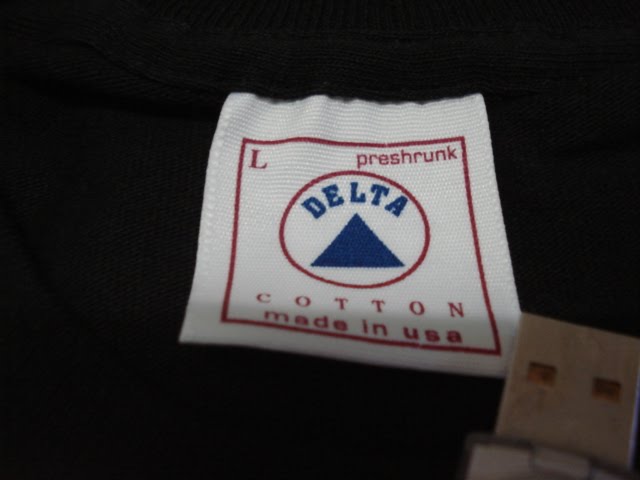 L preshrunk
DELTA
COTTON
made in usa